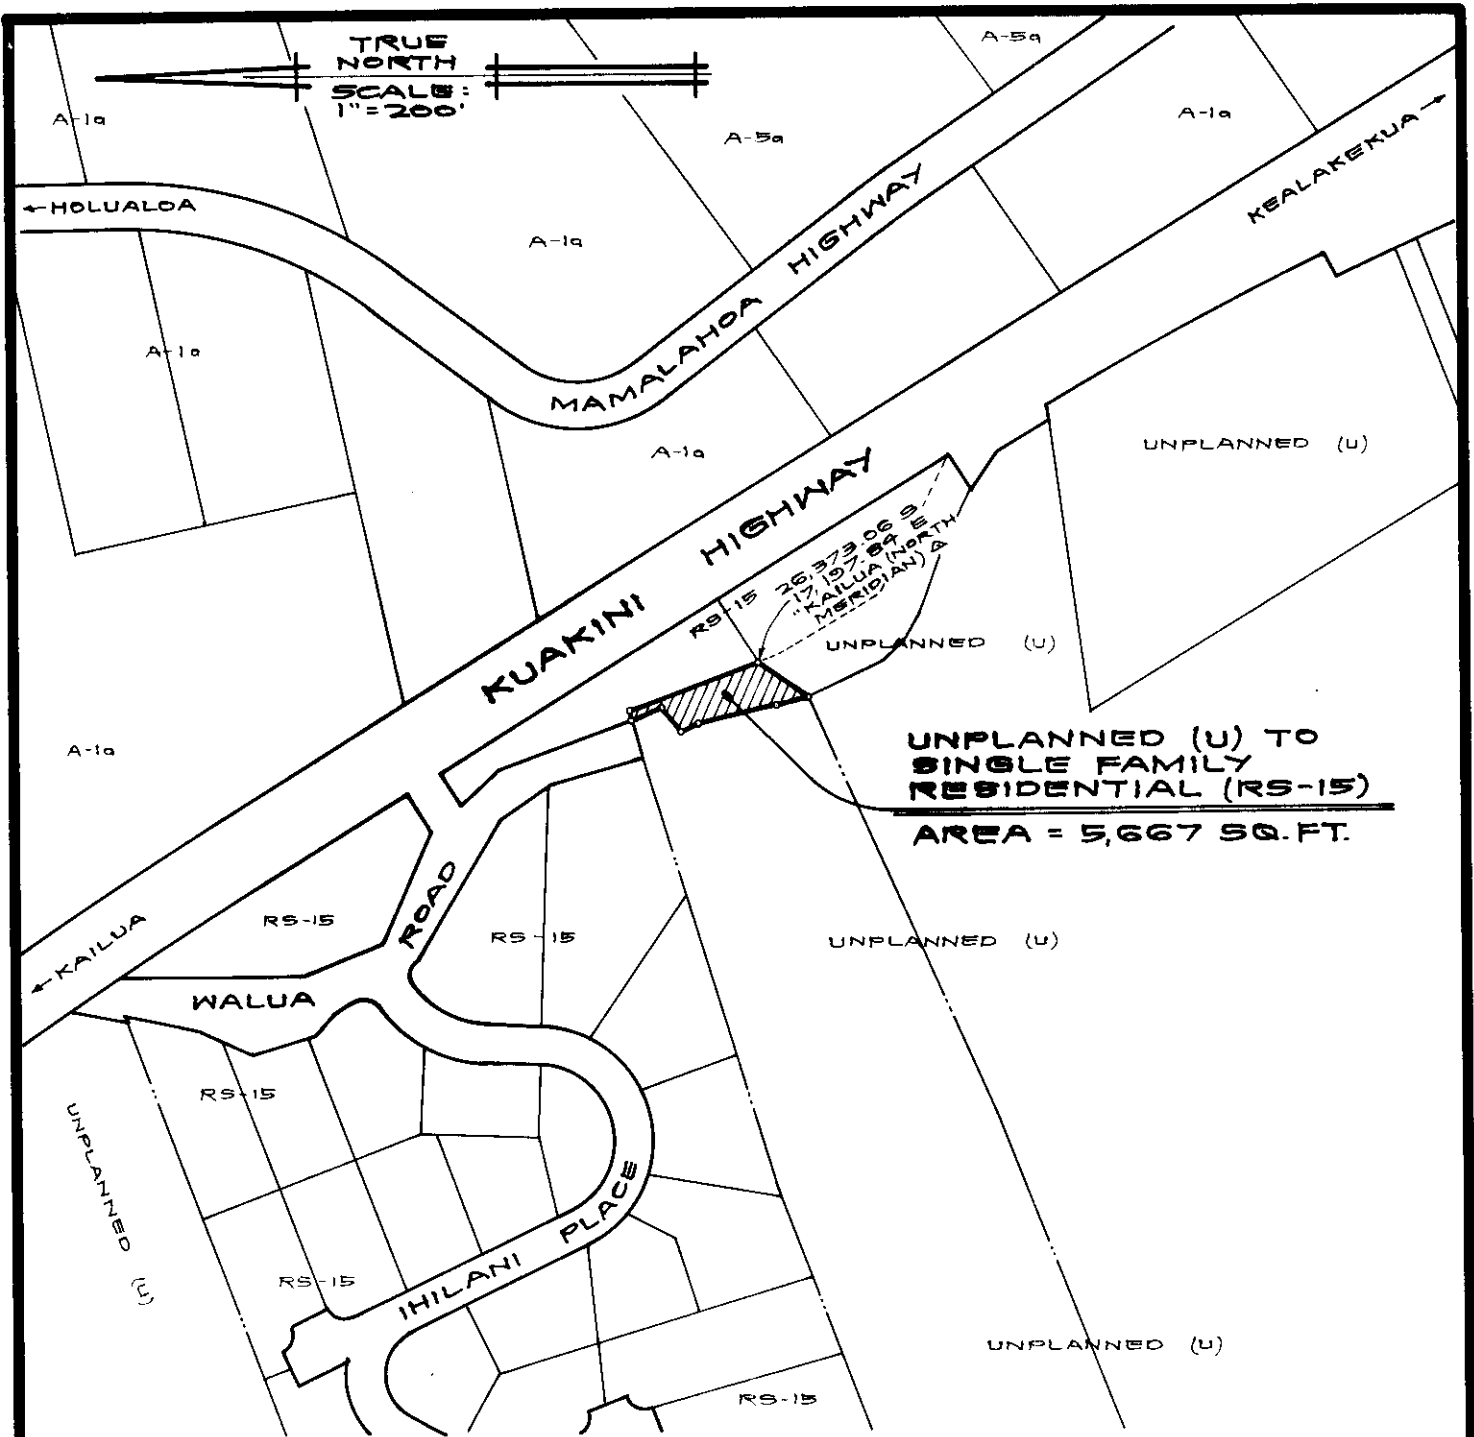 TRUE
NORTH
SCALE:
1"=200'
A-5a
A-1a
A-5a
A-1a
KEALAKEKUA
HOLUALOA
A-1a
MAMALAHOA HIGHWAY
A-1a
A-1a
UNPLANNED (U)
KUAKINI HIGHWAY
RS-15
26,373.06 S
17,197.84 E
"KAILUA (NORTH
MERIDIAN)
UNPLANNED (U)
A-1a
UNPLANNED (U) TO
SINGLE FAMILY
RESIDENTIAL (RS-15)
AREA = 5,667 SQ.FT.
KAILUA
RS-15
RS-15
UNPLANNED (U)
WALUA ROAD
RS-15
UNPLANNED (U)
IHILANI PLACE
RS-15
UNPLANNED (U)
RS-15